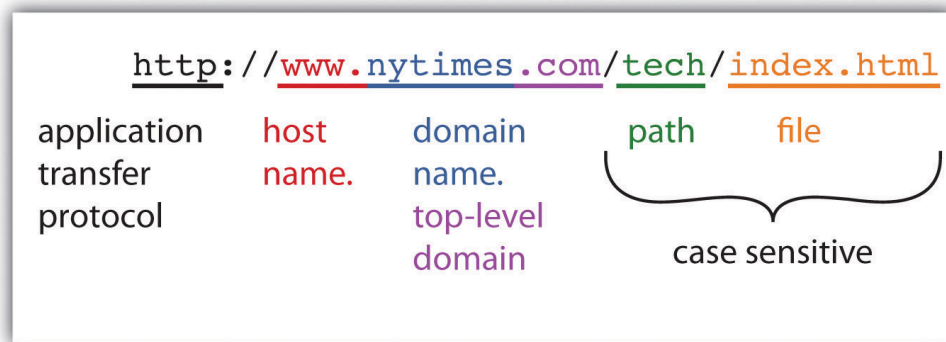 http://www.nytimes.com/tech/index.html
application host domain path file
transfer name. name.
protocol top-level
domain
case sensitive